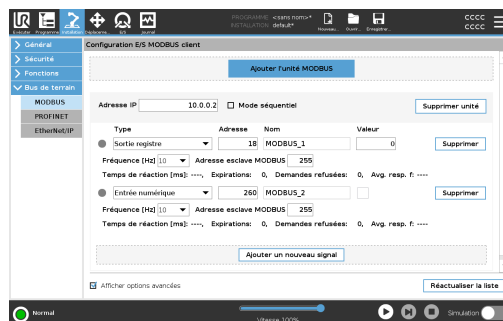 PROGRAMME <sans nom>*
INSTALLATION default*
Exécuter Programme Installation Déplaceme... E/S Journal Nouveau... Ouvrir... Enregistrer...
CCCC
CCCC
Général
Sécurité
Fonctions
Bus de terrain
MODBUS
PROFINET
EtherNet/IP
Configuration E/S MODBUS client
Ajouter l'unité MODBUS
Adresse IP 10.0.0.2 Mode séquentiel Supprimer unité
Type Adresse Nom Valeur
Sortie registre 18 MODBUS_1 0 Supprimer
Fréquence [Hz] 10 Adresse esclave MODBUS 255
Temps de réaction [ms]: ----, Expirations: 0, Demandes refusées: 0, Avg. resp. f: ----
Entrée numérique 260 MODBUS_2 Supprimer
Fréquence [Hz] 10 Adresse esclave MODBUS 255
Temps de réaction [ms]: ----, Expirations: 0, Demandes refusées: 0, Avg. resp. f: ----
Ajouter un nouveau signal
Afficher options avancées Réactualiser la liste
Normal Vitesse 100% Simulation